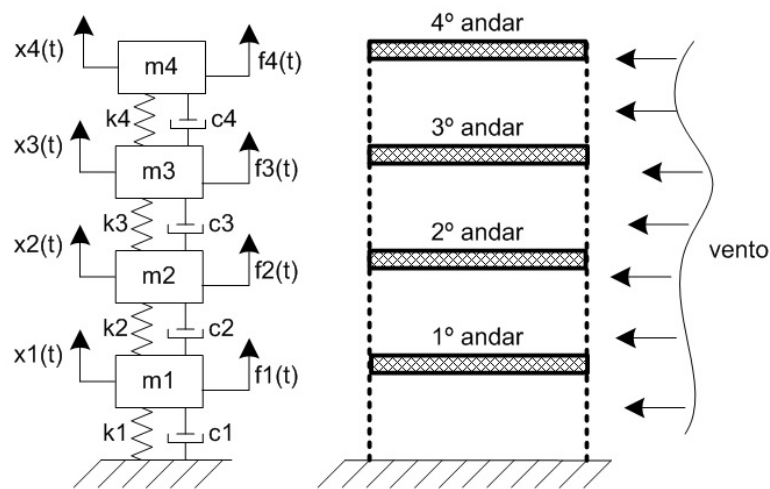 x4(t)
m4
f4(t)
k4
c4
x3(t)
m3
f3(t)
k3
c3
x2(t)
m2
f2(t)
k2
c2
x1(t)
m1
f1(t)
k1
c1
4º andar
3º andar
2º andar
1º andar
vento